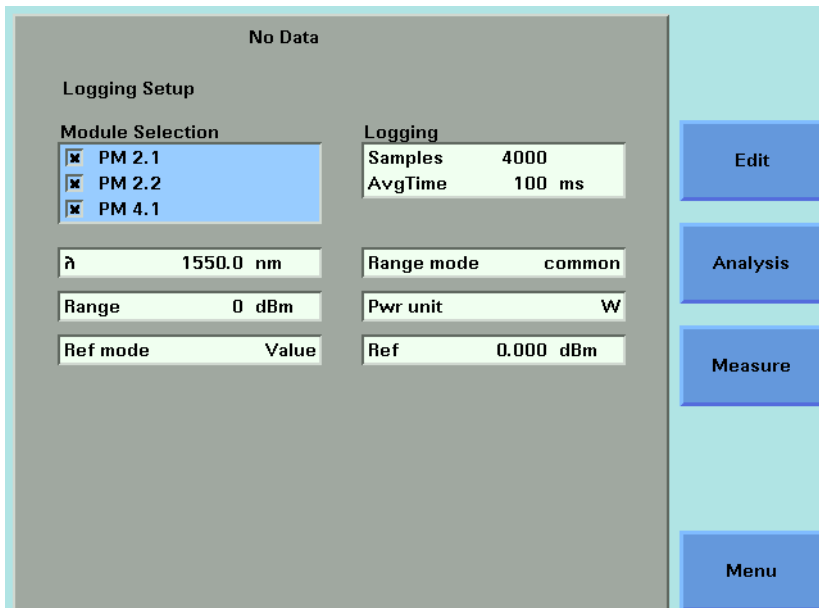 No Data
Logging Setup
Module Selection
PM 2.1
PM 2.2
PM 4.1
Logging
Samples 4000
AvgTime 100 ms
λ 1550.0 nm
Range mode common
Range 0 dBm
Pwr unit W
Ref mode Value
Ref 0.000 dBm
Edit
Analysis
Measure
Menu